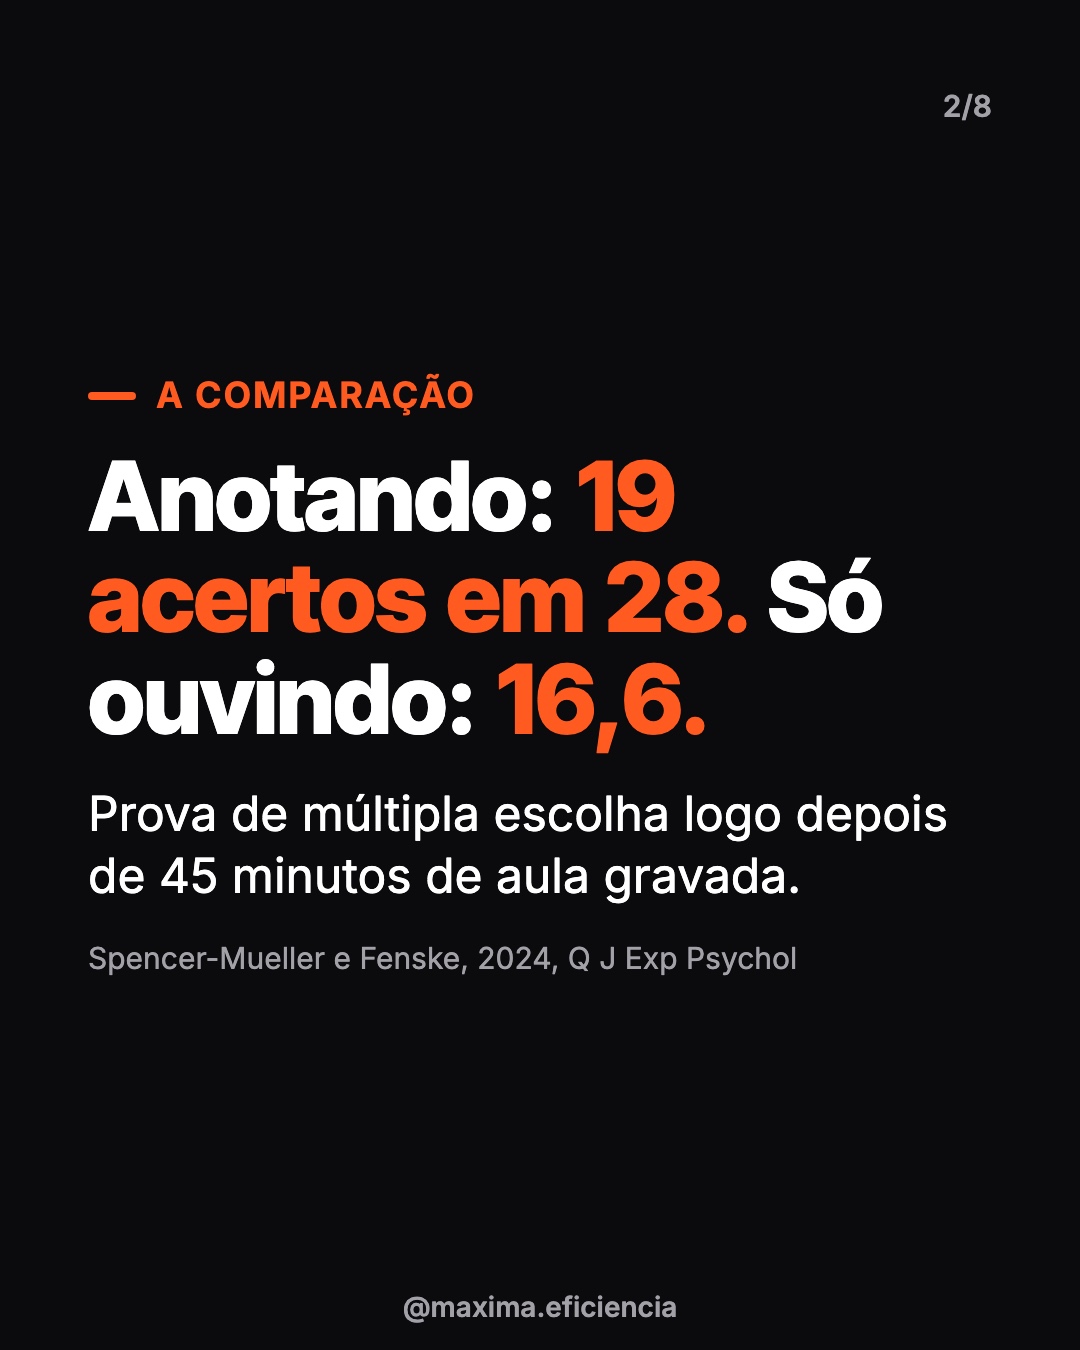 2/8
A COMPARAÇÃO
Anotando: 19
acertos em 28. Só
ouvindo: 16,6.
Prova de múltipla escolha logo depois
de 45 minutos de aula gravada.
Spencer-Mueller e Fenske, 2024, Q J Exp Psychol
@maxima.eficiencia